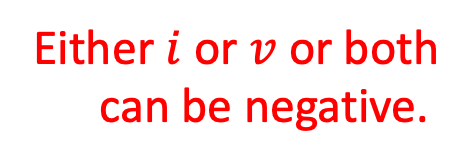 Either i or v or both
can be negative.